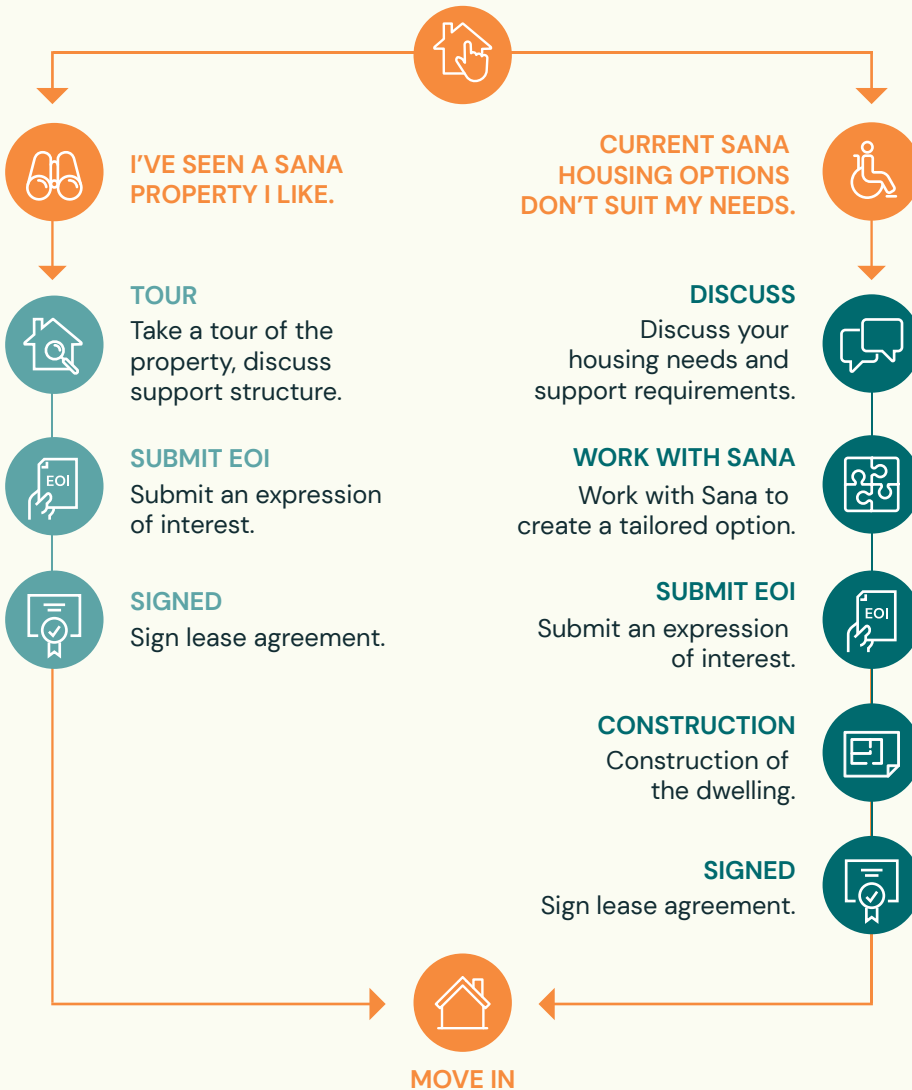 I'VE SEEN A SANA
PROPERTY I LIKE.
TOUR
Take a tour of the
property, discuss
support structure.
SUBMIT EOI
Submit an expression
of interest.
EOI
SIGNED
Sign lease agreement.
CURRENT SANA
HOUSING OPTIONS
DON'T SUIT MY NEEDS.
DISCUSS
Discuss your
housing needs and
support requirements.
WORK WITH SANA
Work with Sana to
create a tailored option.
SUBMIT EOI
Submit an expression
of interest.
EOI
CONSTRUCTION
Construction of
the dwelling.
SIGNED
Sign lease agreement.
MOVE IN